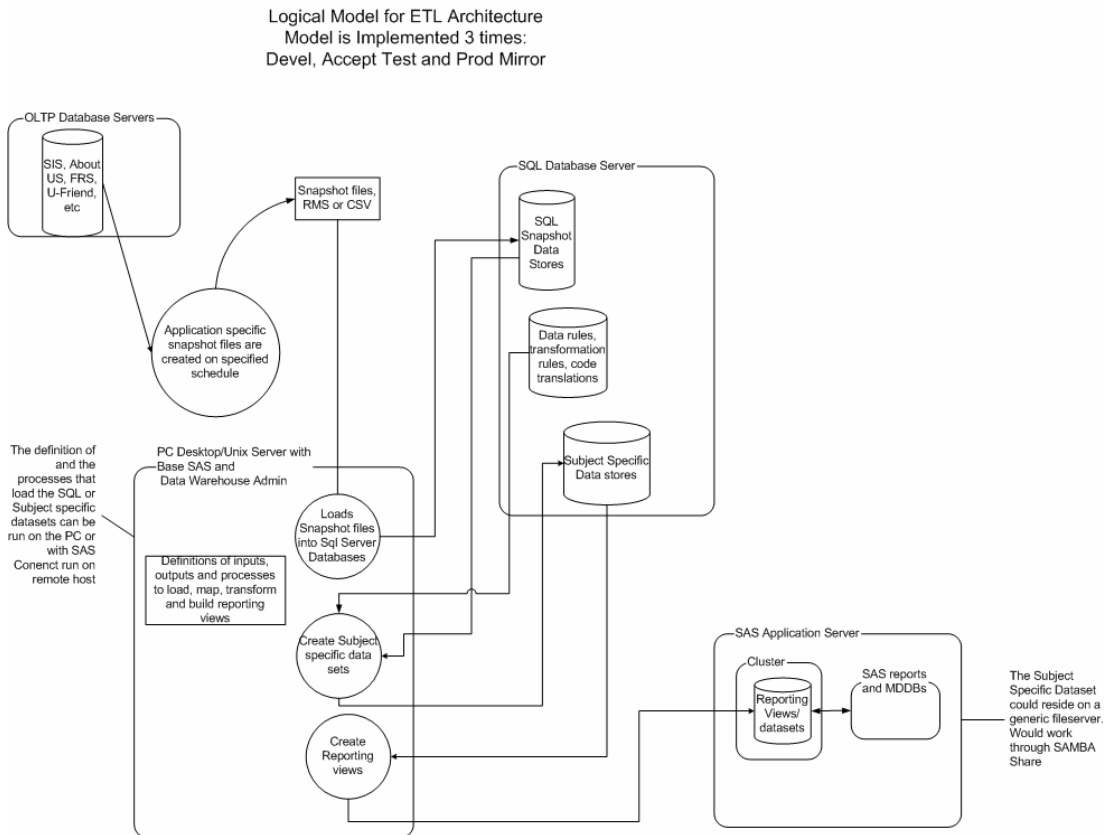 Logical Model for ETL Architecture
Model is Implemented 3 times:
Devel, Accept Test and Prod Mirror
OLTP Database Servers
SIS, About
US, FRS,
U-Friend,
etc
Snapshot files,
RMS or CSV
Application specific
snapshot files are
created on specified
schedule
SQL Database Server
SQL
Snapshot
Data
Stores
Data rules,
transformation
rules, code
translations
Subject Specific
Data stores
The definition of
and the
processes that
load the SQL or
Subject specific
datasets can be
run on the PC or
with SAS
Conenct run on
remote host
PC Desktop/Unix Server with
Base SAS and
Data Warehouse Admin
Loads
Snapshot files
into Sql Server
Databases
Definitions of inputs,
outputs and processes
to load, map, transform
and build reporting
views
Create Subject
specific data
sets
Create
Reporting
views
SAS Application Server
Cluster
Reporting
Views/
datasets
SAS reports
and MDDBs
The Subject
Specific Dataset
could reside on a
generic fileserver.
Would work
through SAMBA
Share